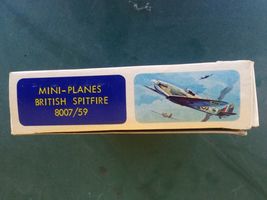 MINI-PLANES
BRITISH SPITFIRE
8007/59